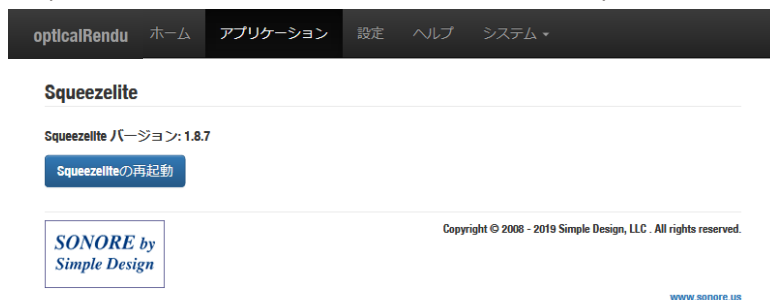 opticalRendu ホーム アプリケーション 設定 ヘルプ システム
Squeezelite
Squeezelite バージョン: 1.8.7
Squeezeliteの再起動
SONORE by
Simple Design
Copyright © 2008 - 2019 Simple Design, LLC . All rights reserved.
www.sonore.us